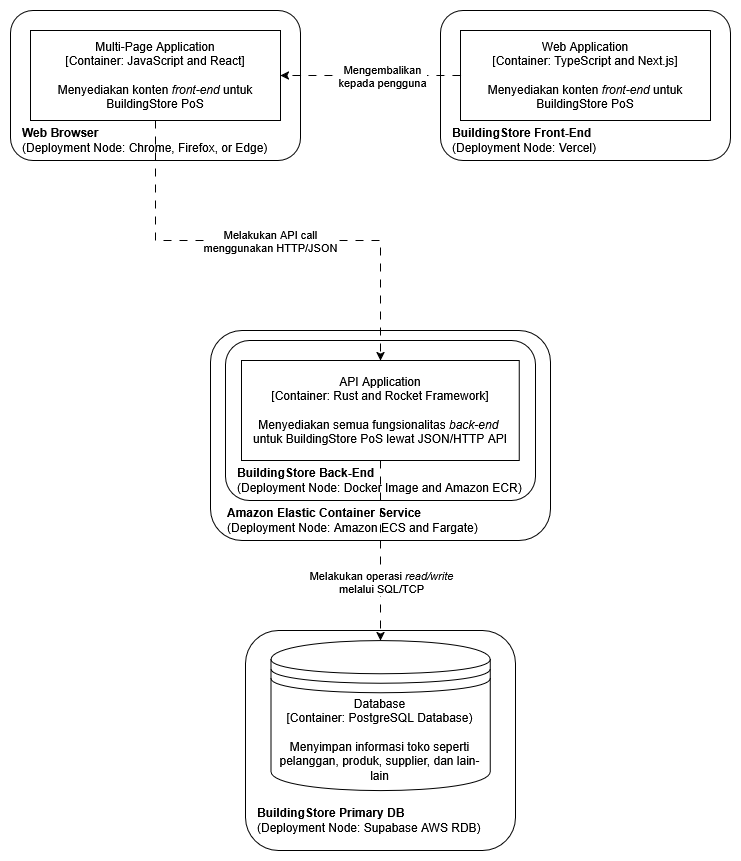 Multi-Page Application
[Container: JavaScript and React]
Menyediakan konten front-end untuk
BuildingStore PoS
Web Browser
(Deployment Node: Chrome, Firefox, or Edge)
Mengembalikan
kepada pengguna
Web Application
[Container: TypeScript and Next.js]
Menyediakan konten front-end untuk
BuildingStore PoS
BuildingStore Front-End
(Deployment Node: Vercel)
Melakukan API call
menggunakan HTTP/JSON
API Application
[Container: Rust and Rocket Framework]
Menyediakan semua fungsionalitas back-end
untuk BuildingStore PoS lewat JSON/HTTP API
BuildingStore Back-End
(Deployment Node: Docker Image and Amazon ECR)
Amazon Elastic Container Service
(Deployment Node: Amazon ECS and Fargate)
Melakukan operasi read/write
melalui SQL/TCP
Database
[Container: PostgreSQL Database)
Menyimpan informasi toko seperti
pelanggan, produk, supplier, dan lain-
lain
BuildingStore Primary DB
(Deployment Node: Supabase AWS RDB)